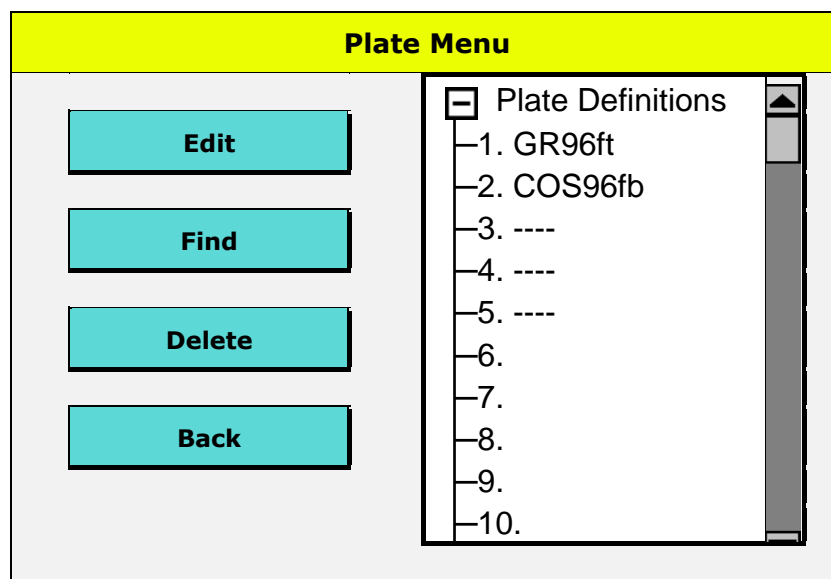 Plate Menu
Edit
Find
Delete
Back
Plate Definitions
1. GR96ft
2. COS96fb
3. ----
4. ----
5. ----
6.
7.
8.
9.
10.